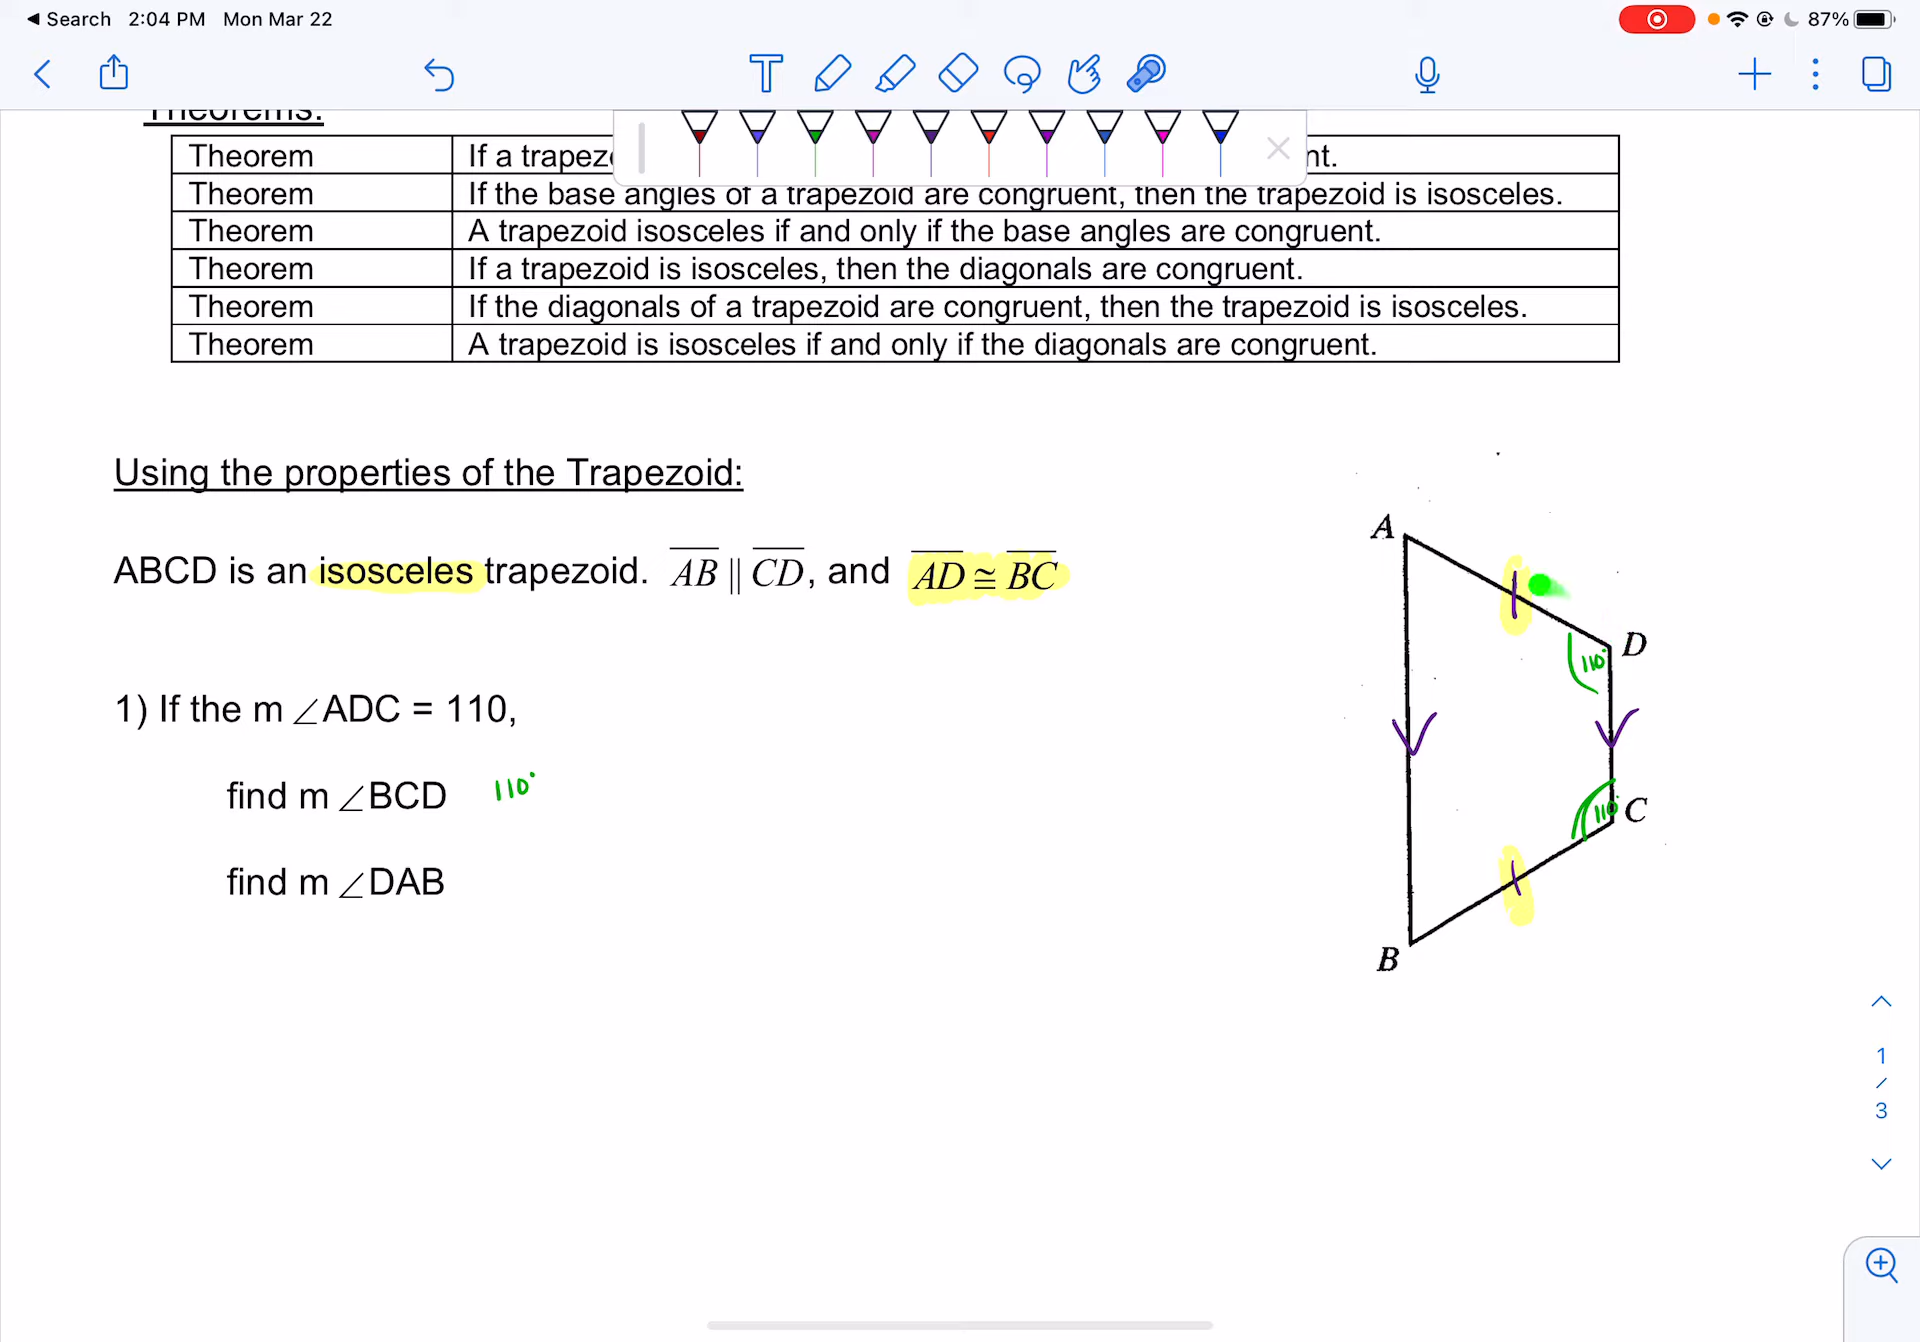 Search 2:04 PM Mon Mar 22 87%
Theorems:
Theorem If a trapez nt.
Theorem If the base angles of a trapezoid are congruent, then the trapezoid is isosceles.
Theorem A trapezoid isosceles if and only if the base angles are congruent.
Theorem If a trapezoid is isosceles, then the diagonals are congruent.
Theorem If the diagonals of a trapezoid are congruent, then the trapezoid is isosceles.
Theorem A trapezoid is isosceles if and only if the diagonals are congruent.
Using the properties of the Trapezoid:
ABCD is an isosceles trapezoid. AB || CD, and AD ≅ BC
A
D
110°
1) If the m ∠ADC = 110,
find m ∠BCD 110°
110° C
find m ∠DAB
B
1
/
3